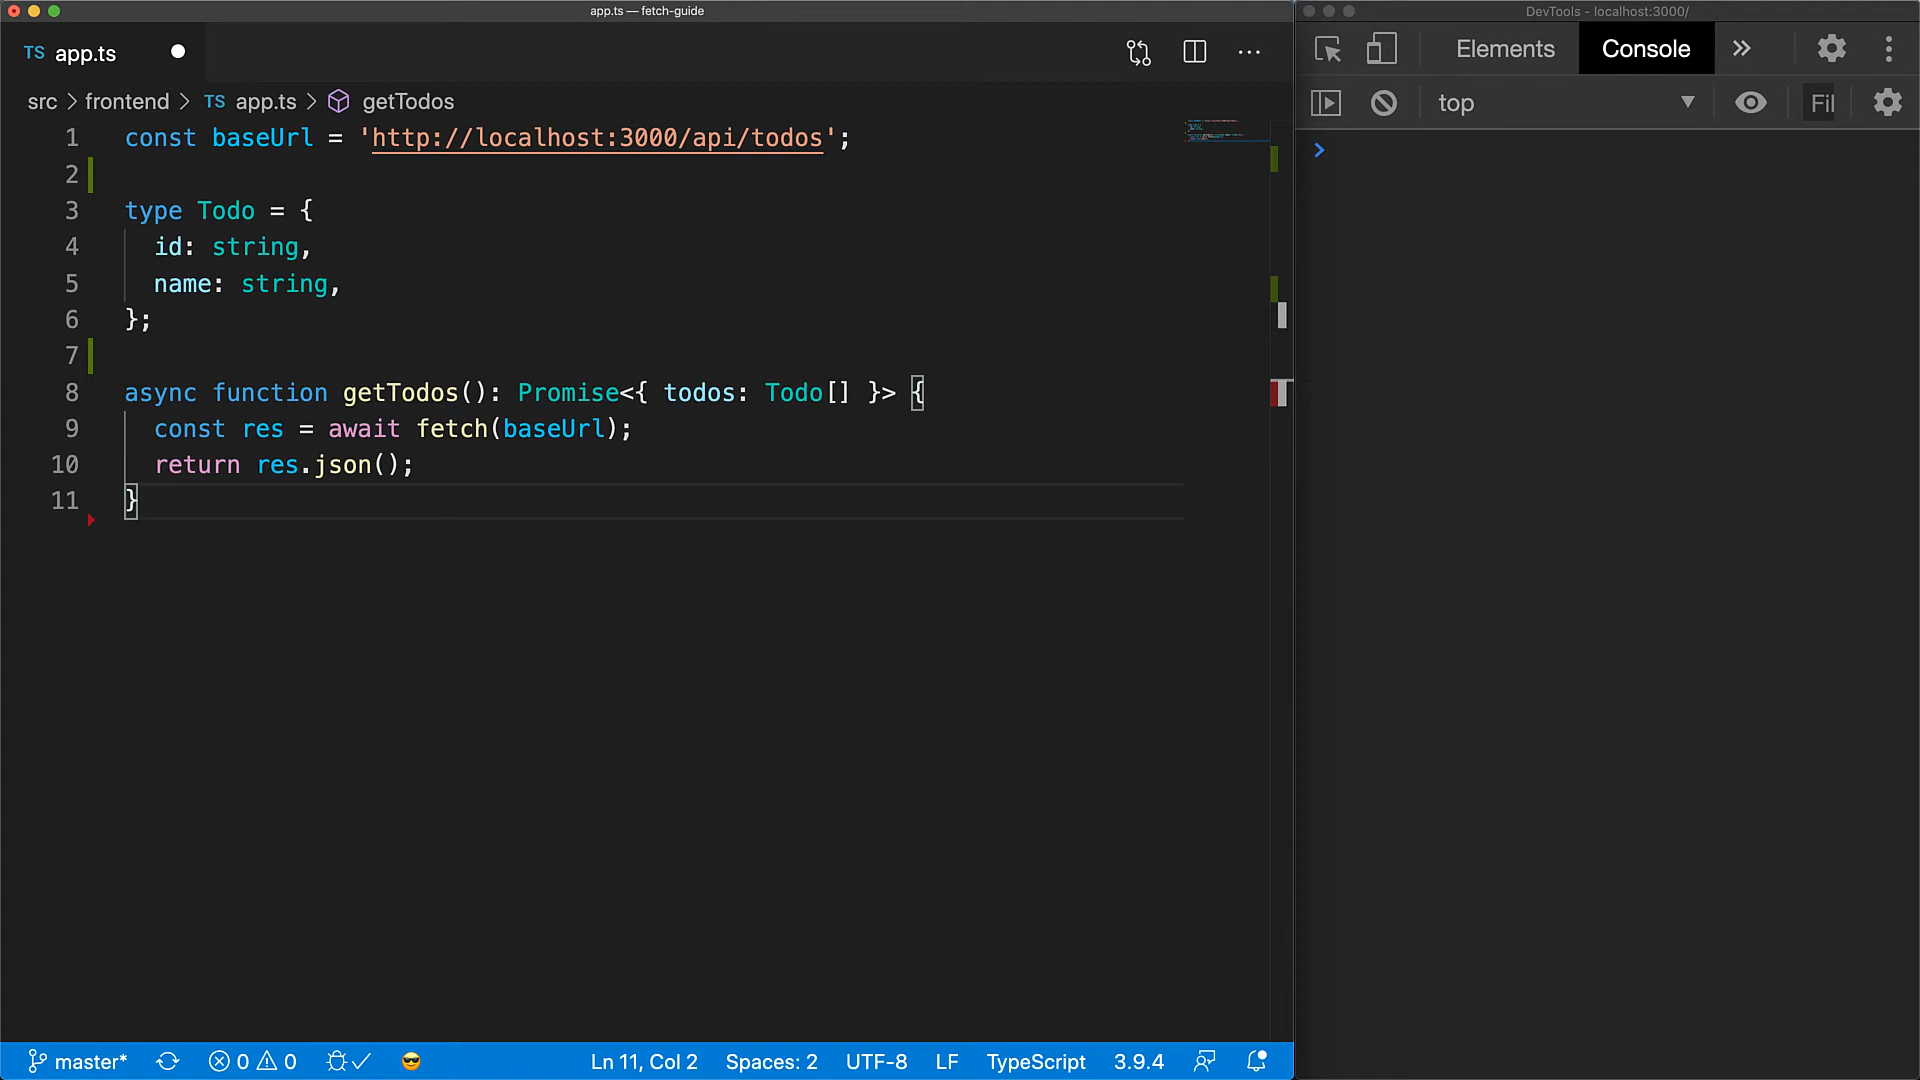 app.ts — fetch-guide
TS app.ts
src > frontend > TS app.ts > getTodos
1 const baseUrl = 'http://localhost:3000/api/todos';
2
3 type Todo = {
4 id: string,
5 name: string,
6 };
7
8 async function getTodos(): Promise<{ todos: Todo[] }> {
9 const res = await fetch(baseUrl);
10 return res.json();
11 }
master* 0 0 Ln 11, Col 2 Spaces: 2 UTF-8 LF TypeScript 3.9.4
DevTools - localhost:3000/
Elements Console
top Fil
>